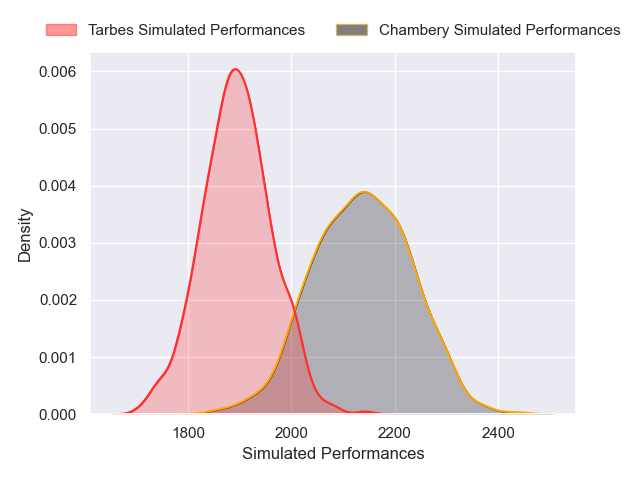 Tarbes Simulated Performances
Chambery Simulated Performances
0.006
0.005
0.004
0.003
0.002
0.001
0.000
Density
1800
2000
2200
2400
Simulated Performances